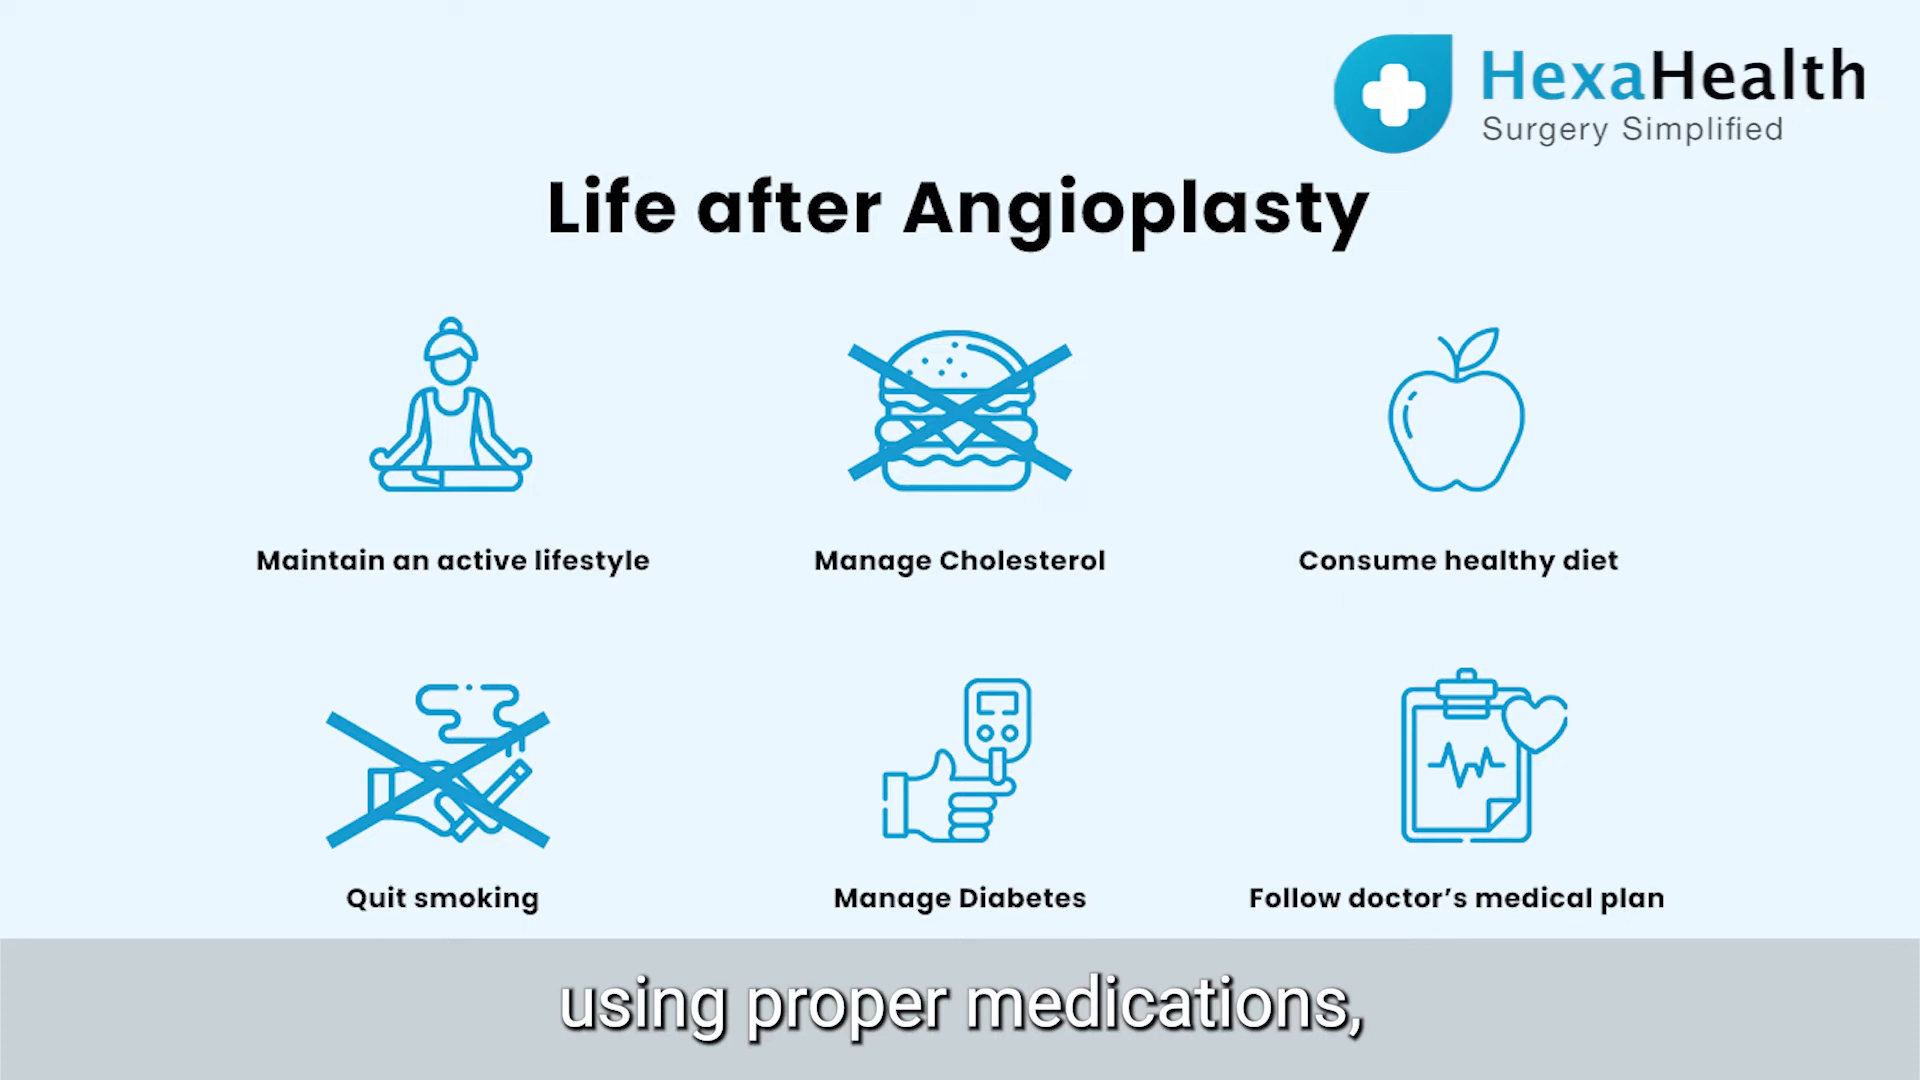 HexaHealth
Surgery Simplified
Life after Angioplasty
Maintain an active lifestyle
Manage Cholesterol
Consume healthy diet
Quit smoking
Manage Diabetes
Follow doctor’s medical plan
using proper medications,